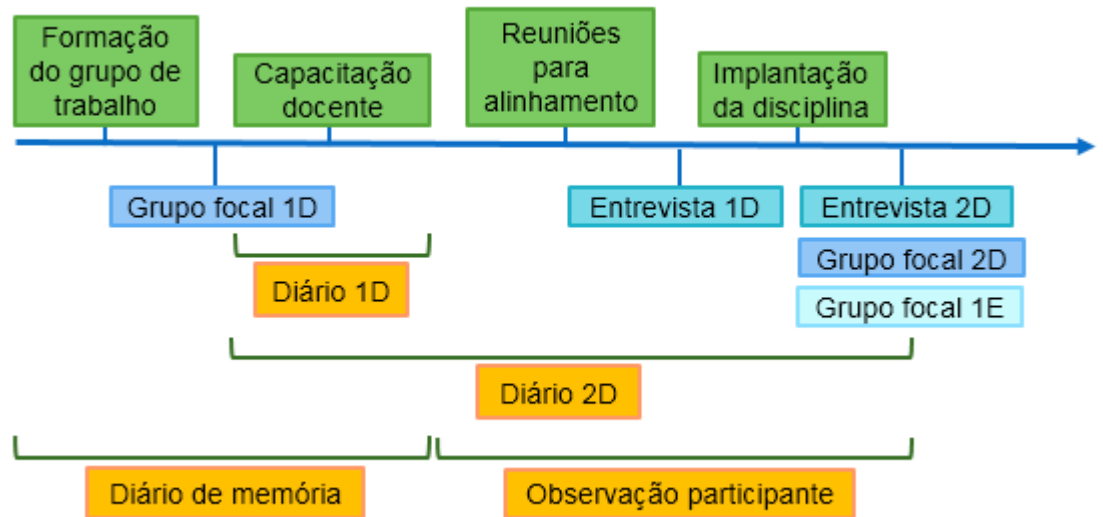 Formação
do grupo de
trabalho
Capacitação
docente
Reuniões
para
alinhamento
Implantação
da disciplina
Grupo focal 1D
Entrevista 1D
Entrevista 2D
Grupo focal 2D
Grupo focal 1E
Diário 1D
Diário 2D
Diário de memória
Observação participante